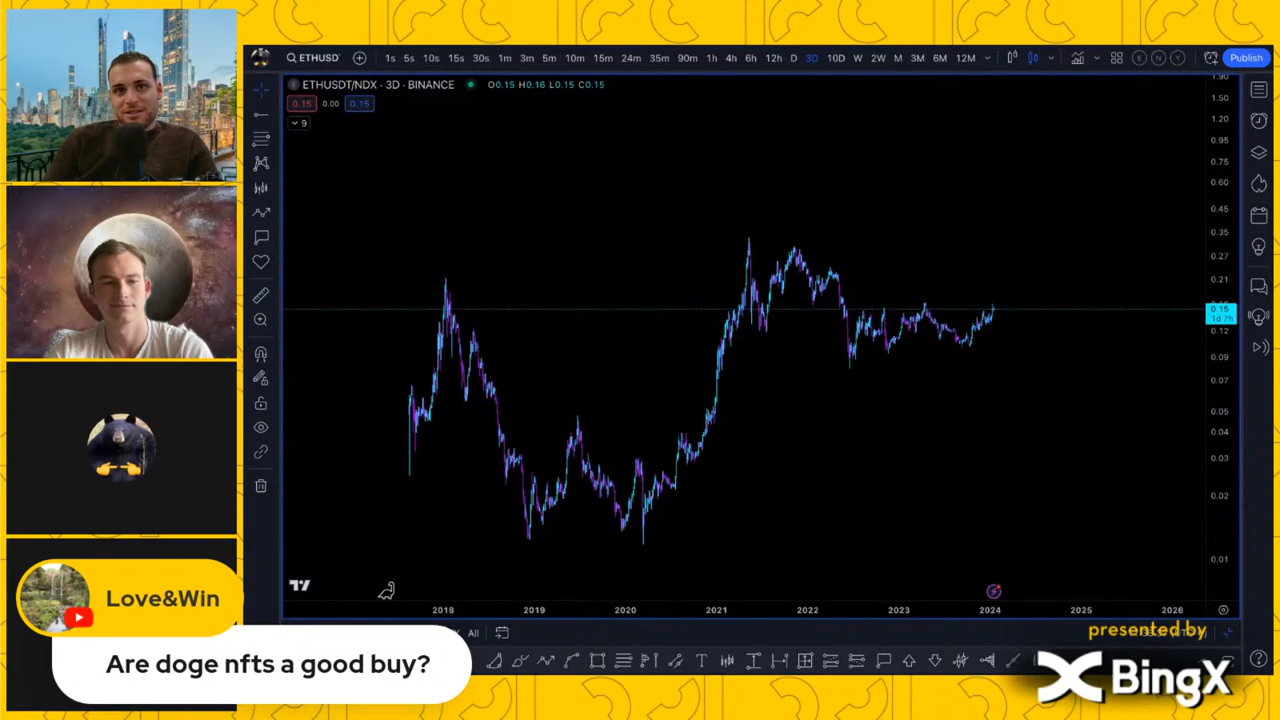 ETHUSD
1s 5s 10s 15s 30s 1m 3m 5m 10m 15m 24m 35m 90m 1h 4h 6h 12h D 3D 10D W 2W M 3M 6M 12M
E N Y
Publish
ETHUSDT/NDX · 3D · BINANCE O0.15 H0.16 L0.15 C0.15
0.15 0.00 0.15
9
1.90
1.50
1.20
0.95
0.75
0.60
0.45
0.35
0.27
0.21
0.15
1d 7h
0.12
0.09
0.07
0.05
0.04
0.03
0.02
0.01
2018 2019 2020 2021 2022 2023 2024 2025 2026
All
presented by
BingX
Love&Win
Are doge nfts a good buy?